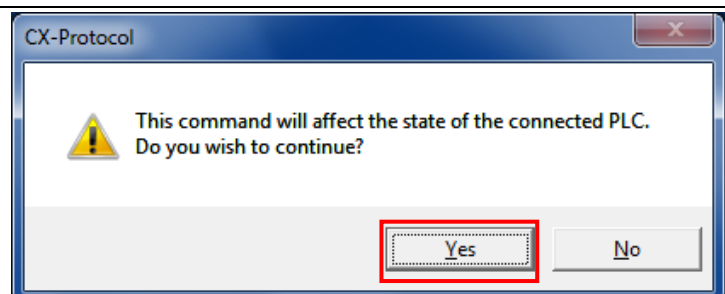 CX-Protocol
This command will affect the state of the connected PLC.
Do you wish to continue?
Yes
No